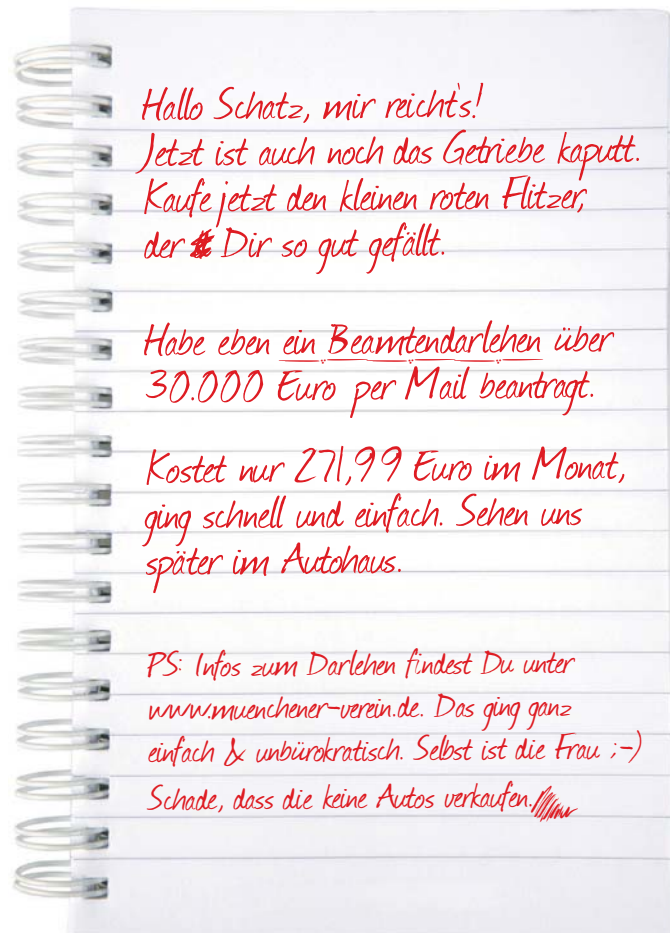 Hallo Schatz, mir reicht's!
Jetzt ist auch noch das Getriebe kaputt.
Kaufe jetzt den kleinen roten Flitzer,
der Dir so gut gefällt.
Habe eben ein Beamtendarlehen über
30.000 Euro per Mail beantragt.
Kostet nur 271,99 Euro im Monat,
ging schnell und einfach. Sehen uns
später im Autohaus.
PS: Infos zum Darlehen findest Du unter
www.muenchener-verein.de. Das ging ganz
einfach & unbürokratisch. Selbst ist die Frau ;-)
Schade, dass die keine Autos verkaufen.